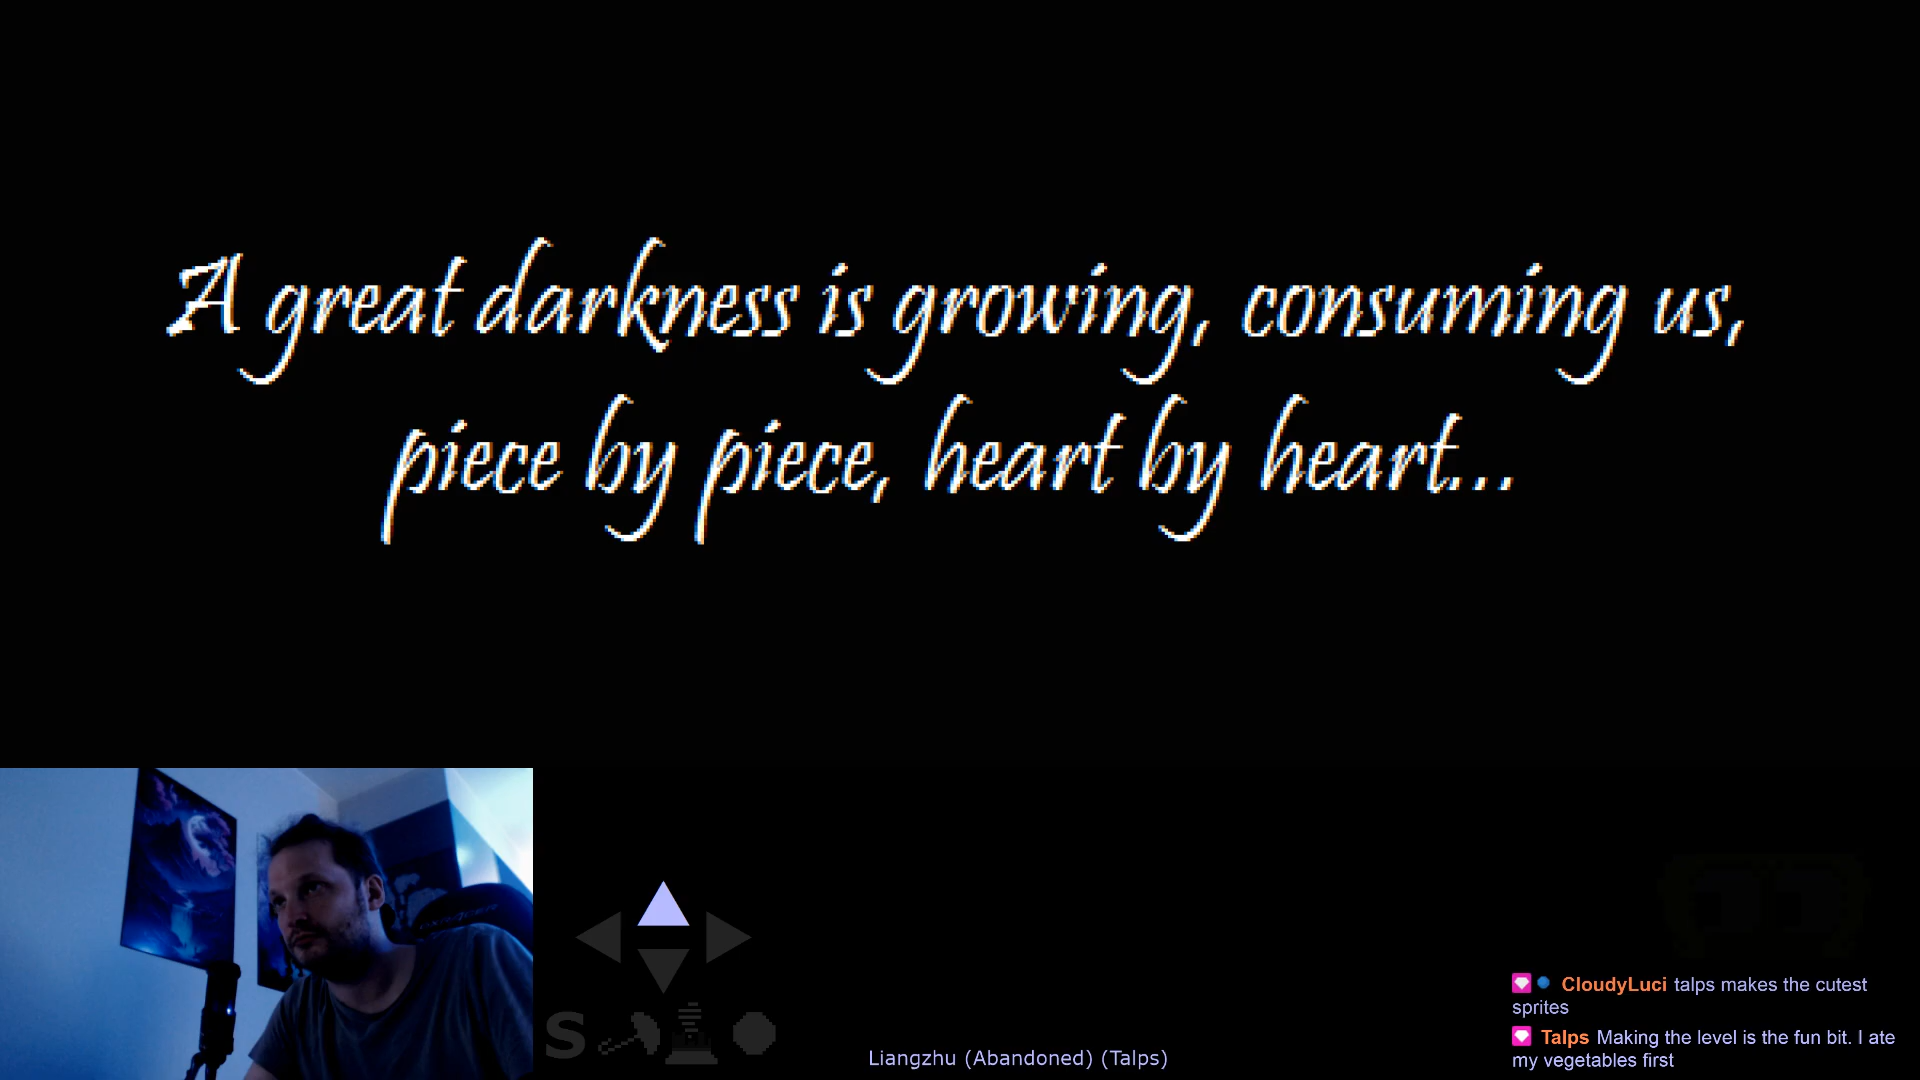 A great darkness is growing, consuming us,
piece by piece, heart by heart...
S
Liangzhu (Abandoned) (Talps)
CloudyLuci talps makes the cutest
sprites
Talps Making the level is the fun bit. I ate
my vegetables first